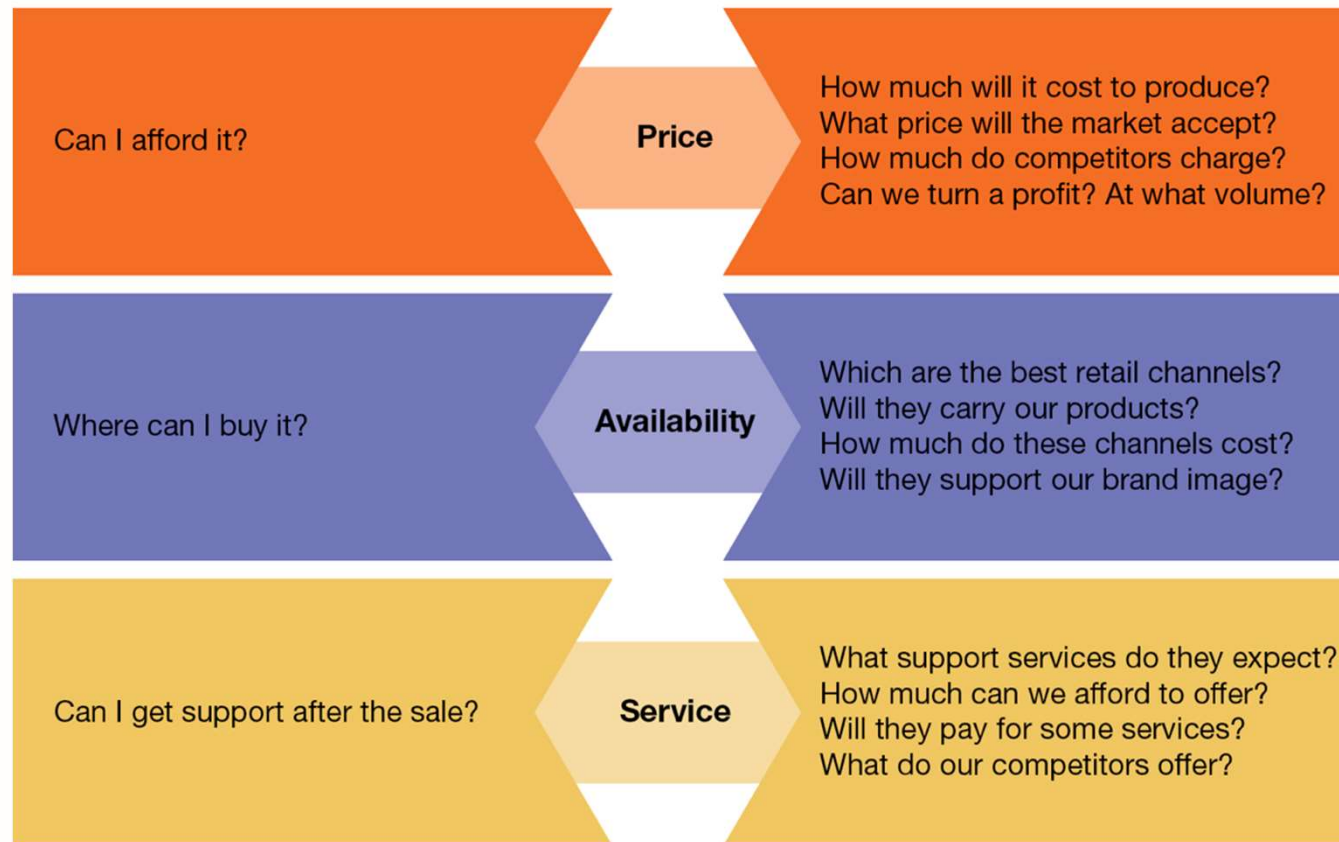 Can I afford it?
Price
How much will it cost to produce?
What price will the market accept?
How much do competitors charge?
Can we turn a profit? At what volume?
Where can I buy it?
Availability
Which are the best retail channels?
Will they carry our products?
How much do these channels cost?
Will they support our brand image?
Can I get support after the sale?
Service
What support services do they expect?
How much can we afford to offer?
Will they pay for some services?
What do our competitors offer?